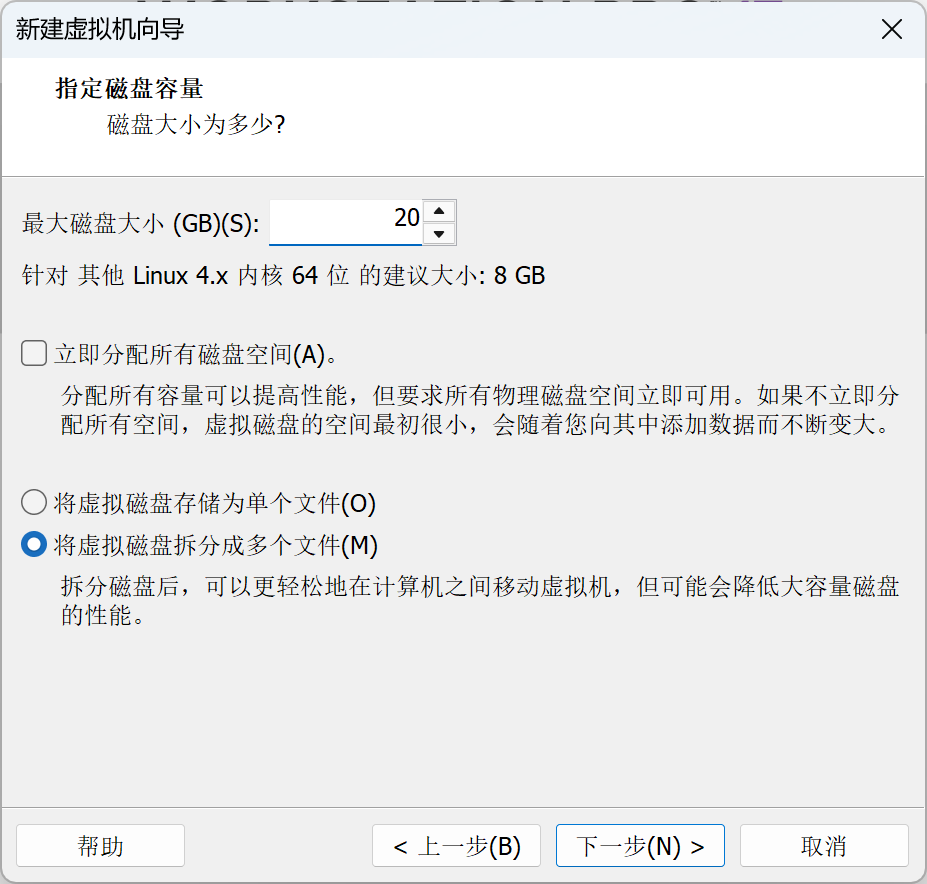 新建虚拟机向导
指定磁盘容量
磁盘大小为多少?
最大磁盘大小 (GB)(S): 20
针对 其他 Linux 4.x 内核 64 位 的建议大小: 8 GB
立即分配所有磁盘空间(A)。
分配所有容量可以提高性能，但要求所有物理磁盘空间立即可用。如果不立即分
配所有空间，虚拟磁盘的空间最初很小，会随着您向其中添加数据而不断变大。
将虚拟磁盘存储为单个文件(O)
将虚拟磁盘拆分成多个文件(M)
拆分磁盘后，可以更轻松地在计算机之间移动虚拟机，但可能会降低大容量磁盘
的性能。
帮助 < 上一步(B) 下一步(N) > 取消